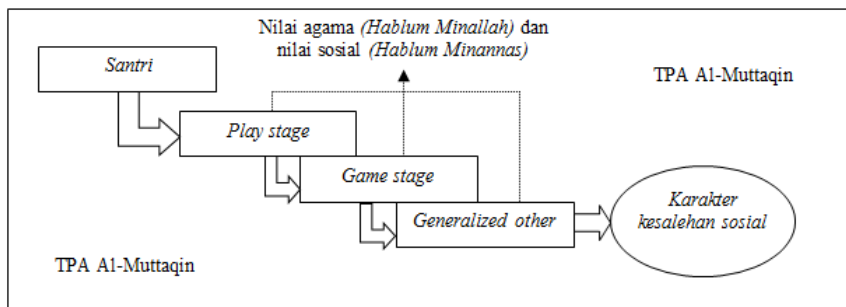 Nilai agama (Hablum Minallah) dan
nilai sosial (Hablum Minannas)
Santri
TPA Al-Muttaqin
Play stage
Game stage
Karakter
kesalehan sosial
Generalized other
TPA Al-Muttaqin